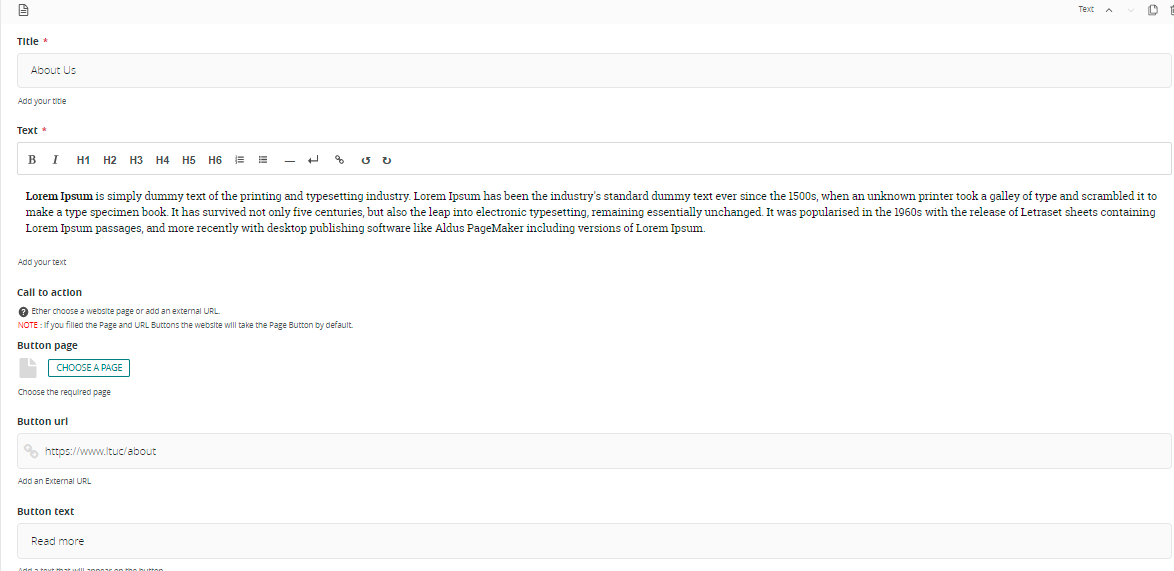 Text
Title *
About Us
Add your title
Text *
B I H1 H2 H3 H4 H5 H6
Lorem Ipsum is simply dummy text of the printing and typesetting industry. Lorem Ipsum has been the industry's standard dummy text ever since the 1500s, when an unknown printer took a galley of type and scrambled it to
make a type specimen book. It has survived not only five centuries, but also the leap into electronic typesetting, remaining essentially unchanged. It was popularised in the 1960s with the release of Letraset sheets containing
Lorem Ipsum passages, and more recently with desktop publishing software like Aldus PageMaker including versions of Lorem Ipsum.
Add your text
Call to action
Ether choose a website page or add an external URL.
NOTE : If you filled the Page and URL Buttons the website will take the Page Button by default.
Button page
CHOOSE A PAGE
Choose the required page
Button url
https://www.ltuc/about
Add an External URL
Button text
Read more
Add a text that will appear on the button